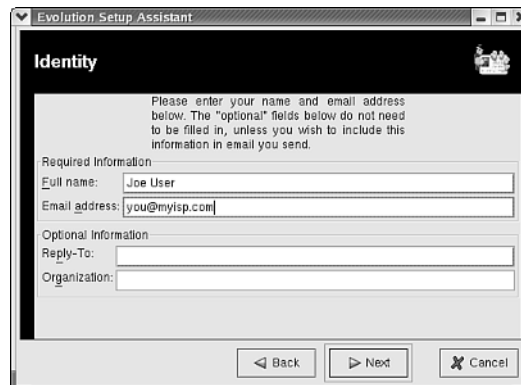 Evolution Setup Assistant
Identity
Please enter your name and email address
below. The "optional" fields below do not need
to be filled in, unless you wish to include this
information in email you send.
Required Information
Full name: Joe User
Email address: you@myisp.com
Optional Information
Reply-To:
Organization:
Back Next Cancel